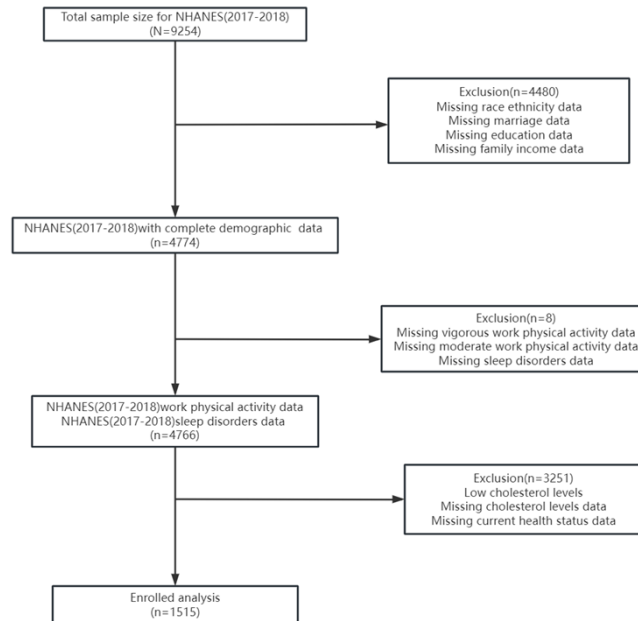 Total sample size for NHANES(2017-2018)
(N=9254)
Exclusion(n=4480)
Missing race ethnicity data
Missing marriage data
Missing education data
Missing family income data
NHANES(2017-2018)with complete demographic data
(n=4774)
Exclusion(n=8)
Missing vigorous work physical activity data
Missing moderate work physical activity data
Missing sleep disorders data
NHANES(2017-2018)work physical activity data
NHANES(2017-2018)sleep disorders data
(n=4766)
Exclusion(n=3251)
Low cholesterol levels
Missing cholesterol levels data
Missing current health status data
Enrolled analysis
(n=1515)